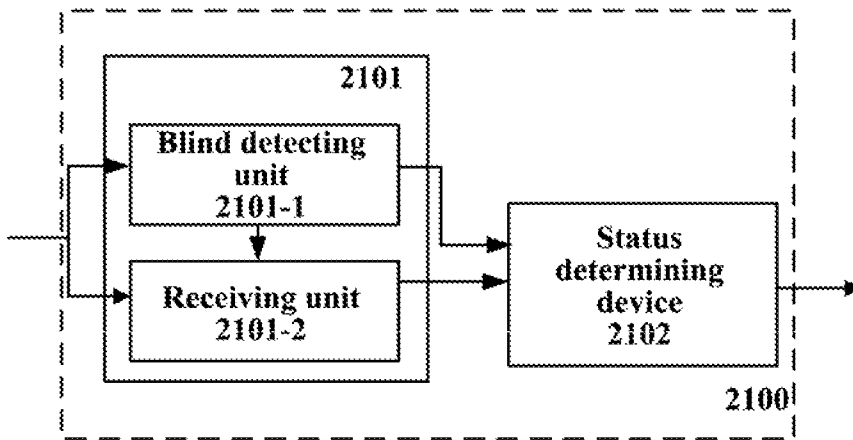 2101
Blind detecting
unit
2101-1
Receiving unit
2101-2
Status
determining
device
2102
2100